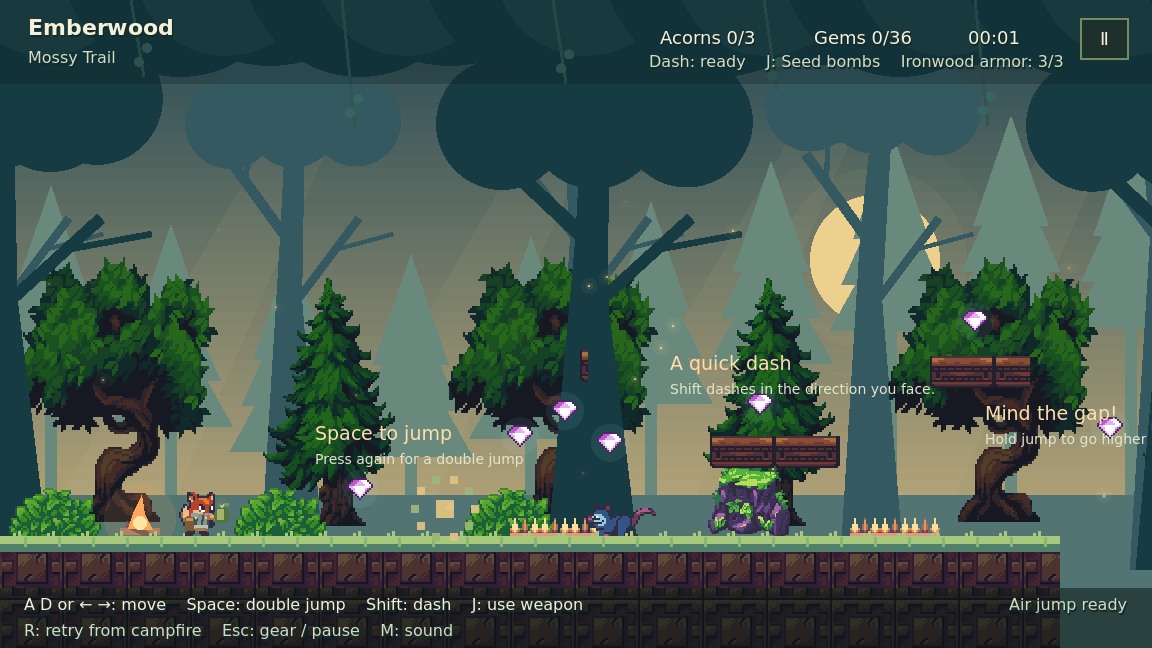 Emberwood
Mossy Trail
Acorns 0/3 Gems 0/36 00:01
Dash: ready J: Seed bombs Ironwood armor: 3/3
II
A quick dash
Shift dashes in the direction you face.
Mind the gap!
Hold jump to go higher
Space to jump
Press again for a double jump
A D or ← →: move Space: double jump Shift: dash J: use weapon
R: retry from campfire Esc: gear / pause M: sound
Air jump ready